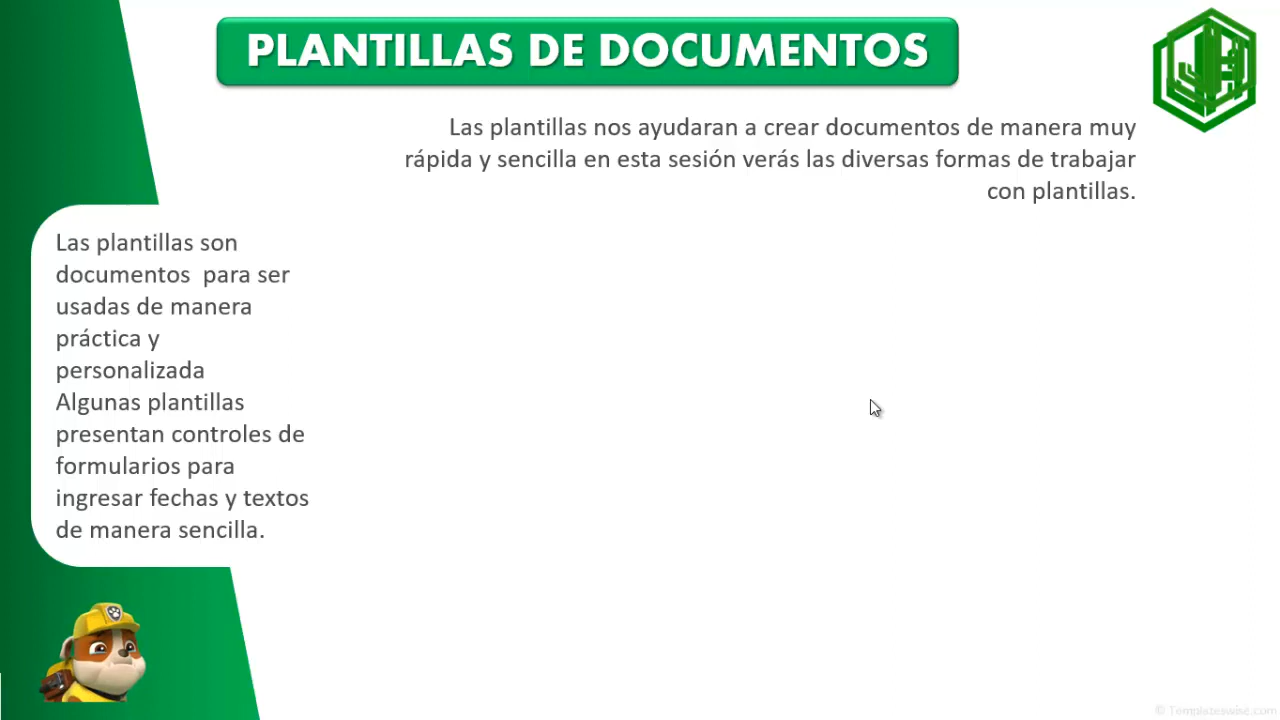 PLANTILLAS DE DOCUMENTOS
Las plantillas nos ayudaran a crear documentos de manera muy
rápida y sencilla en esta sesión verás las diversas formas de trabajar
con plantillas.
Las plantillas son
documentos  para ser
usadas de manera
práctica y
personalizada
Algunas plantillas
presentan controles de
formularios para
ingresar fechas y textos
de manera sencilla.
© Templateswise.com